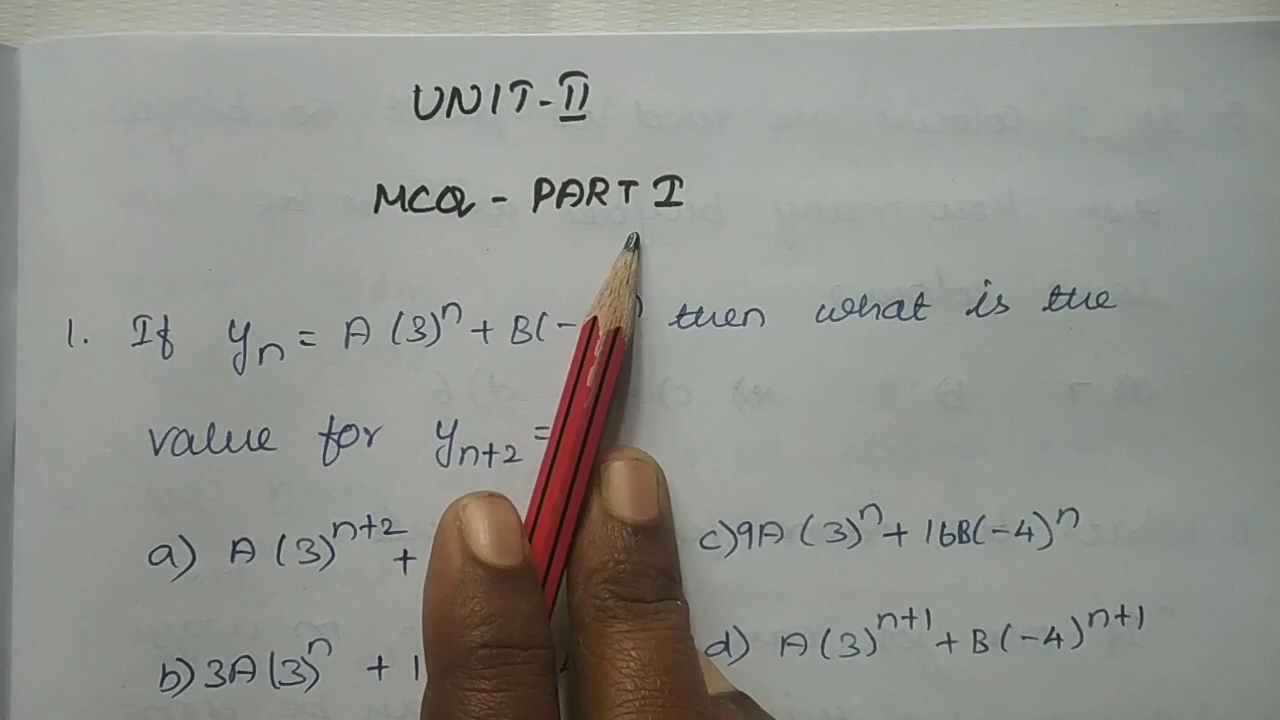 UNIT-II
MCQ - PART I
1. If yₙ = A(3)ⁿ + B(- ⁿ then what is the
value for yₙ₊₂ =
a) A(3)ⁿ⁺² + c) 9A(3)ⁿ + 16B(-4)ⁿ
b) 3A(3)ⁿ + 1 d) A(3)ⁿ⁺¹ + B(-4)ⁿ⁺¹